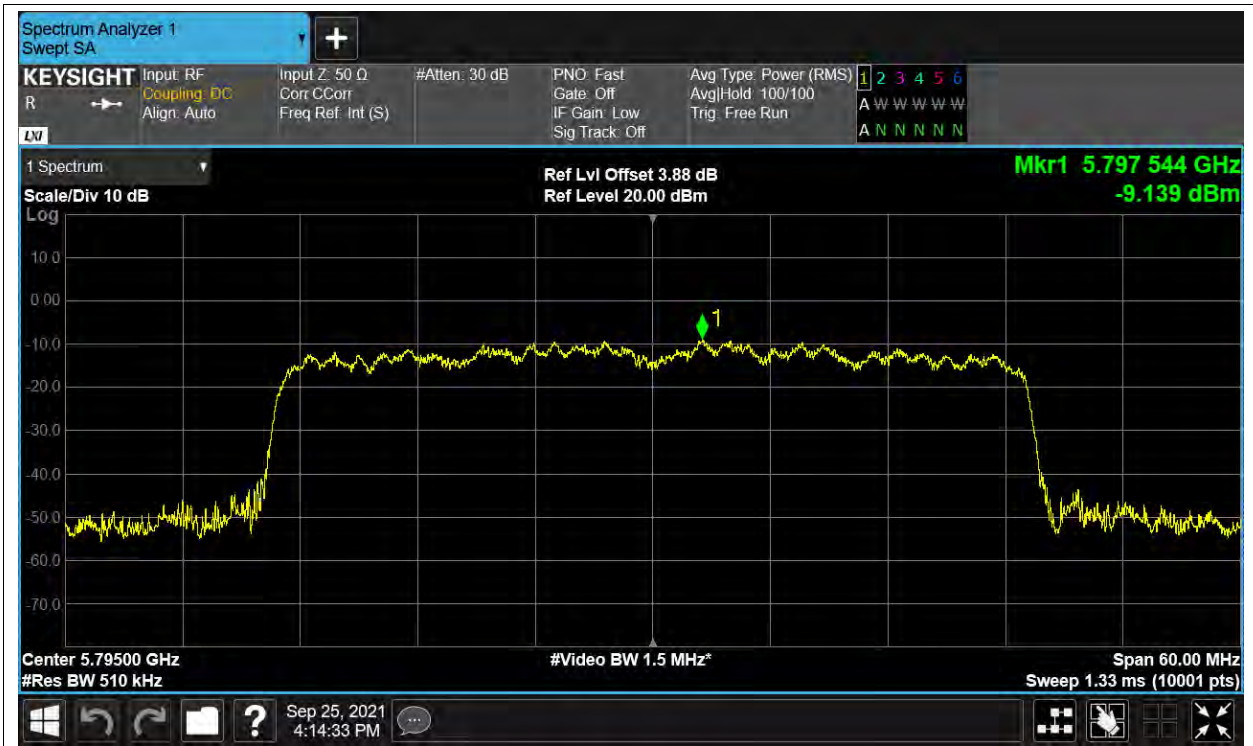 Spectrum Analyzer 1
Swept SA
+
KEYSIGHT
R
LXI
Input: RF
Coupling: DC
Align: Auto
Input Z: 50 Ω
Corr CCorr
Freq Ref: Int (S)
#Atten: 30 dB
PNO: Fast
Gate: Off
IF Gain: Low
Sig Track: Off
Avg Type: Power (RMS)
Avg|Hold: 100/100
Trig: Free Run
1 2 3 4 5 6
A W W W W W
A N N N N N
1 Spectrum
Scale/Div 10 dB
Ref Lvl Offset 3.88 dB
Ref Level 20.00 dBm
Mkr1 5.797 544 GHz
-9.139 dBm
Log
10.0
0.00
-10.0
-20.0
-30.0
-40.0
-50.0
-60.0
-70.0
1
Center 5.79500 GHz
#Res BW 510 kHz
#Video BW 1.5 MHz*
Span 60.00 MHz
Sweep 1.33 ms (10001 pts)
?
Sep 25, 2021
4:14:33 PM